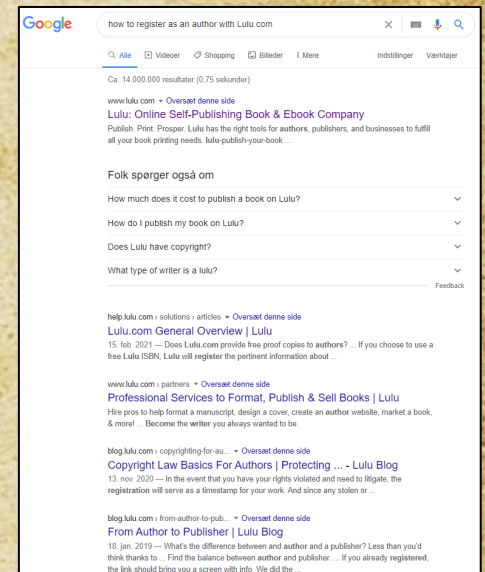 Google
how to register as an author with Lulu.com
Alle Videoer Shopping Billeder Mere Indstillinger Værktøjer
Ca. 14.000.000 resultater (0,75 sekunder)
www.lulu.com Oversæt denne side
Lulu: Online Self-Publishing Book & Ebook Company
Publish. Print. Prosper. Lulu has the right tools for authors, publishers, and businesses to fulfill
all your book printing needs. lulu-publish-your-book ...
Folk spørger også om
How much does it cost to publish a book on Lulu?
How do I publish my book on Lulu?
Does Lulu have copyright?
What type of writer is a lulu?
Feedback
help.lulu.com › solutions › articles Oversæt denne side
Lulu.com General Overview | Lulu
15. feb. 2021 — Does Lulu.com provide free proof copies to authors? ... If you choose to use a
free Lulu ISBN, Lulu will register the pertinent information about ...
www.lulu.com › partners Oversæt denne side
Professional Services to Format, Publish & Sell Books | Lulu
Hire pros to help format a manuscript, design a cover, create an author website, market a book,
& more! ... Become the writer you always wanted to be.
blog.lulu.com › copyrighting-for-au... Oversæt denne side
Copyright Law Basics For Authors | Protecting ... - Lulu Blog
13. nov. 2020 — In the event that you have your rights violated and need to litigate, the
registration will serve as a timestamp for your work. And since any stolen or ...
blog.lulu.com › from-author-to-pub... Oversæt denne side
From Author to Publisher | Lulu Blog
18. jan. 2019 — What's the difference between and author and a publisher? Less than you'd
think thanks to ... Find the balance between author and publisher. ... If you already registered,
the link should bring you a screen with info. We did the ...